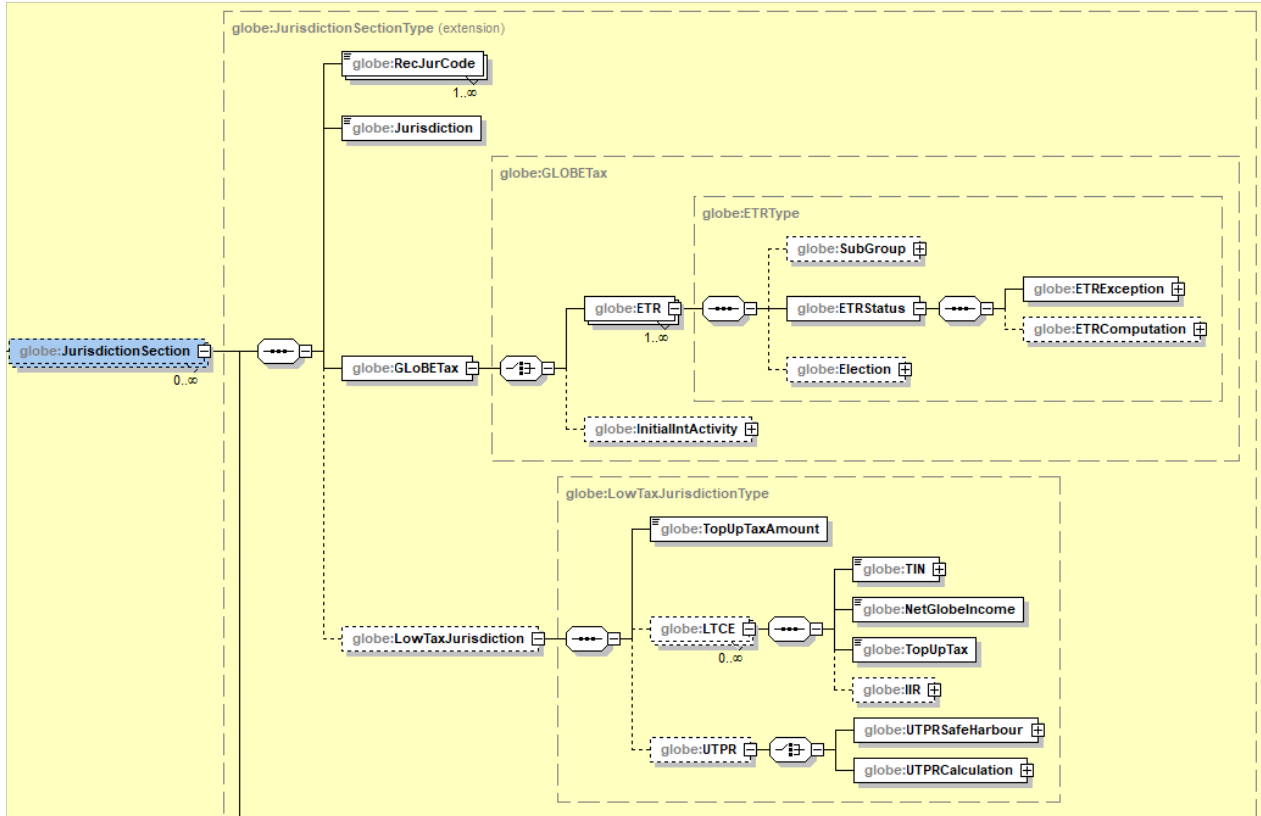 globe:JurisdictionSectionType (extension)
globe:RecJurCode
1..∞
globe:Jurisdiction
globe:GLOBETax
globe:ETRType
globe:SubGroup
globe:ETRException
globe:ETR
globe:ETRStatus
1..∞
globe:ETRComputation
globe:JurisdictionSection
0..∞
globe:GLoBETax
globe:Election
globe:InitialIntActivity
globe:LowTaxJurisdictionType
globe:TopUpTaxAmount
globe:TIN
globe:NetGlobeIncome
globe:LowTaxJurisdiction
globe:LTCE
0..∞
globe:TopUpTax
globe:IIR
globe:UTPR
globe:UTPRSafeHarbour
globe:UTPRCalculation